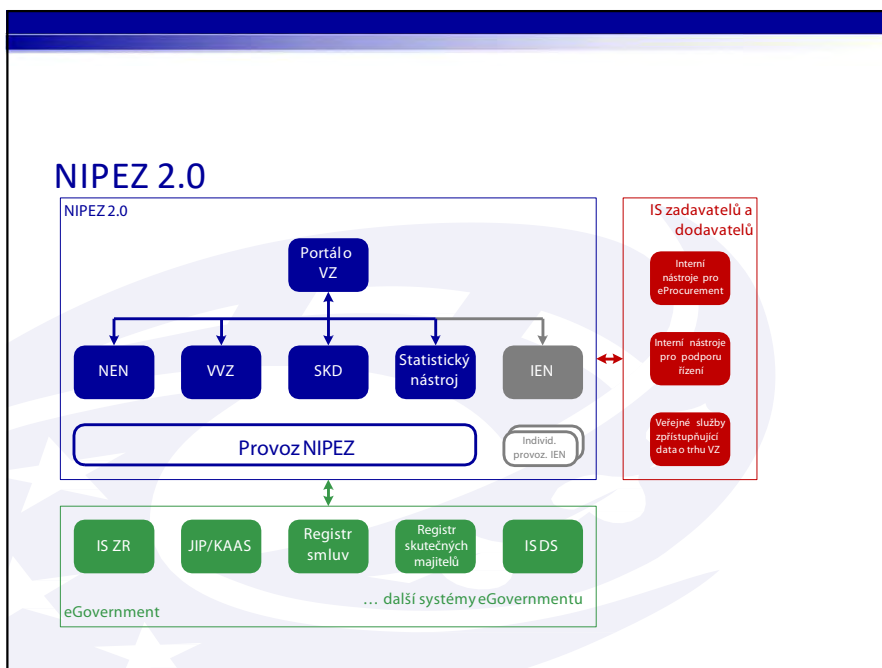 NIPEZ 2.0
NIPEZ 2.0
Portál o
VZ
NEN
VVZ
SKD
Statistický
nástroj
IEN
Provoz NIPEZ
Individ.
provoz. IEN
IS zadavatelů a
dodavatelů
Interní
nástroje pro
eProcurement
Interní nástroje
pro podporu
řízení
Veřejné služby
zpřístupňující
data o trhu VZ
IS ZR
JIP/KAAS
Registr
smluv
Registr
skutečných
majitelů
IS DS
... další systémy eGovernmentu
eGovernment